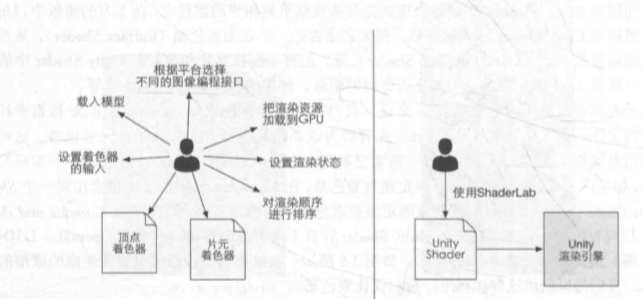 根据平台选择
不同的图像编程接口
载入模型
把渲染资源
加载到GPU
设置着色器
的输入
设置渲染状态
对渲染顺序
进行排序
顶点
着色器
片元
着色器
使用ShaderLab
Unity
Shader
Unity
渲染引擎